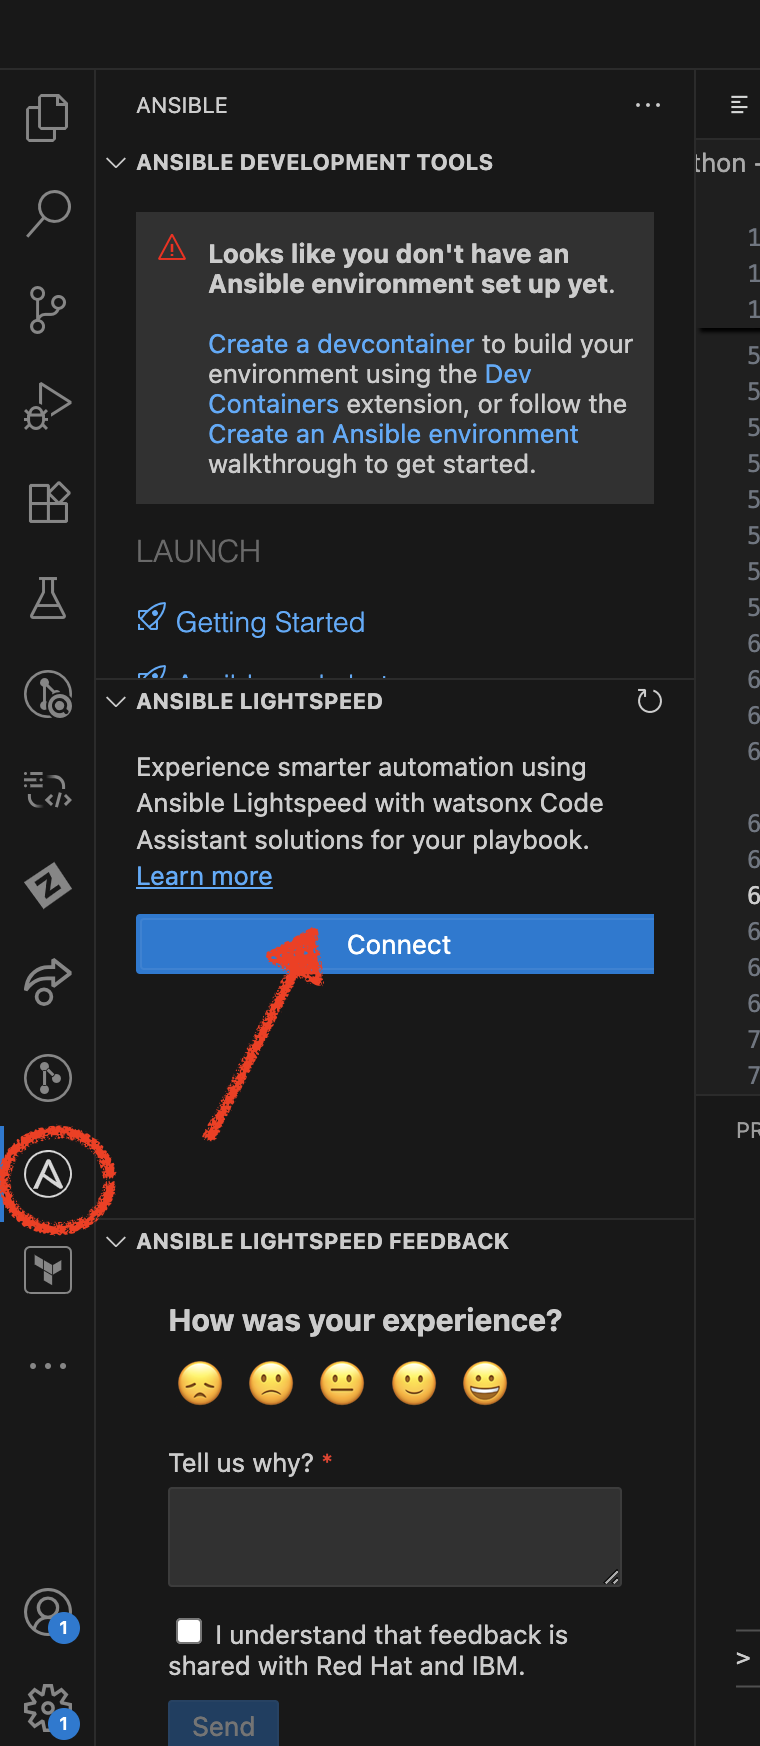 ANSIBLE
ANSIBLE DEVELOPMENT TOOLS
Looks like you don't have an
Ansible environment set up yet.
Create a devcontainer to build your
environment using the Dev
Containers extension, or follow the
Create an Ansible environment
walkthrough to get started.
LAUNCH
Getting Started
ANSIBLE LIGHTSPEED
Experience smarter automation using
Ansible Lightspeed with watsonx Code
Assistant solutions for your playbook.
Learn more
Connect
ANSIBLE LIGHTSPEED FEEDBACK
How was your experience?
Tell us why? *
I understand that feedback is
shared with Red Hat and IBM.
Send
1
1
thon -
1
1
1
5
5
5
5
5
5
5
5
6
6
6
6
6
6
6
6
6
6
7
7
PR
>